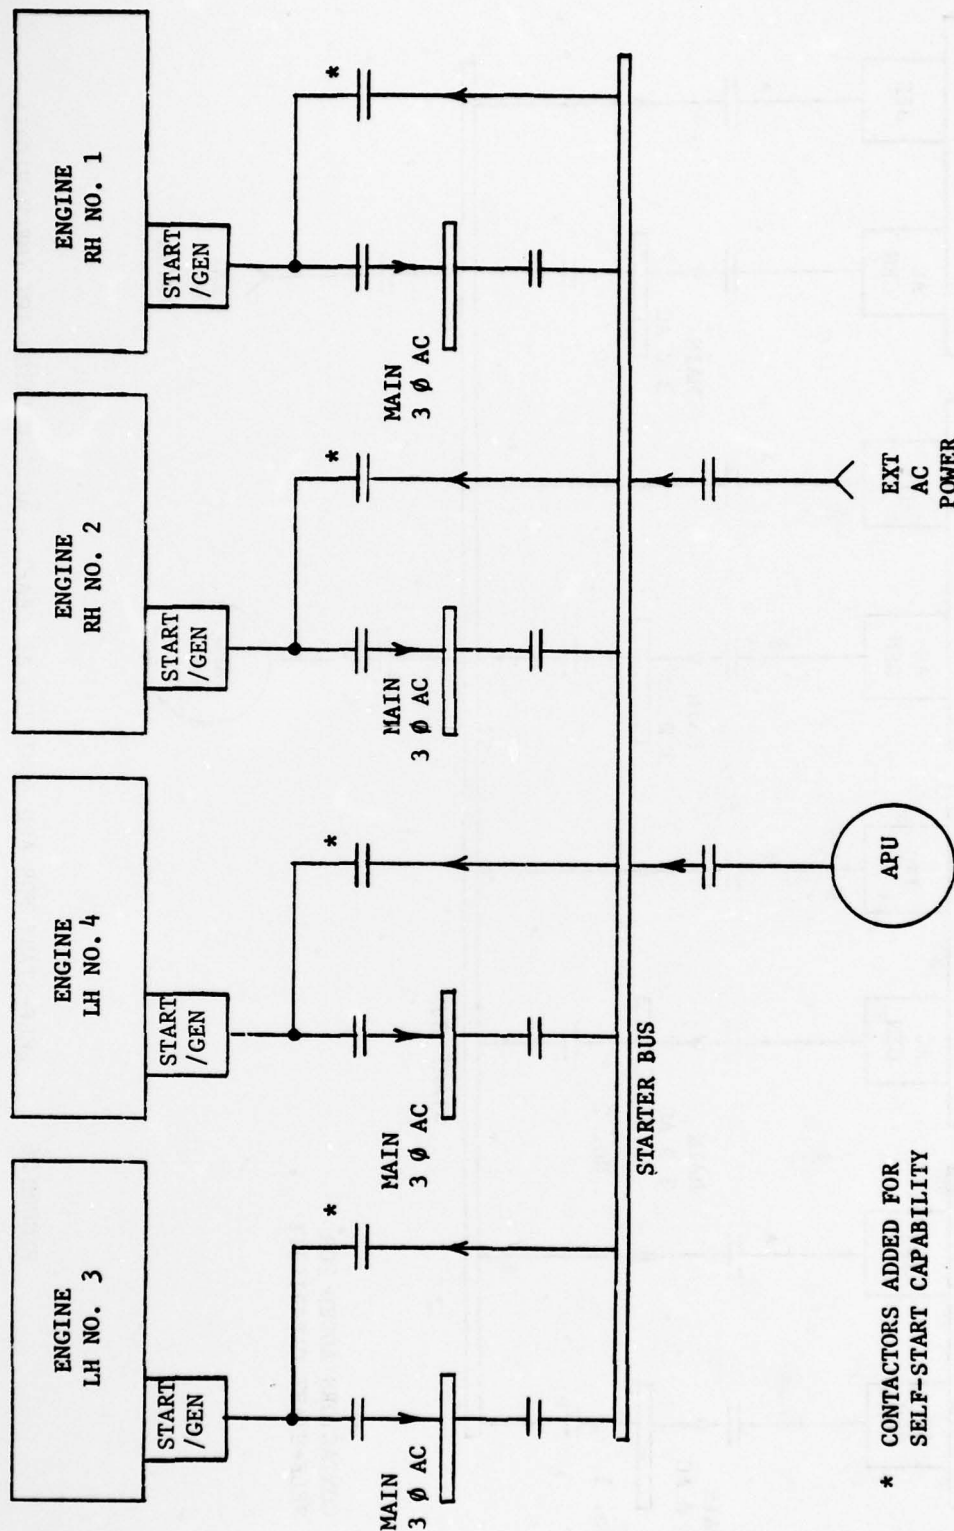 ENGINE
LH NO. 3
ENGINE
LH NO. 4
ENGINE
RH NO. 2
ENGINE
RH NO. 1
START
/GEN
START
/GEN
START
/GEN
START
/GEN
*
*
*
*
MAIN
3 Ø AC
MAIN
3 Ø AC
MAIN
3 Ø AC
MAIN
3 Ø AC
STARTER BUS
APU
EXT
AC
POWER
* CONTACTORS ADDED FOR
SELF-START CAPABILITY